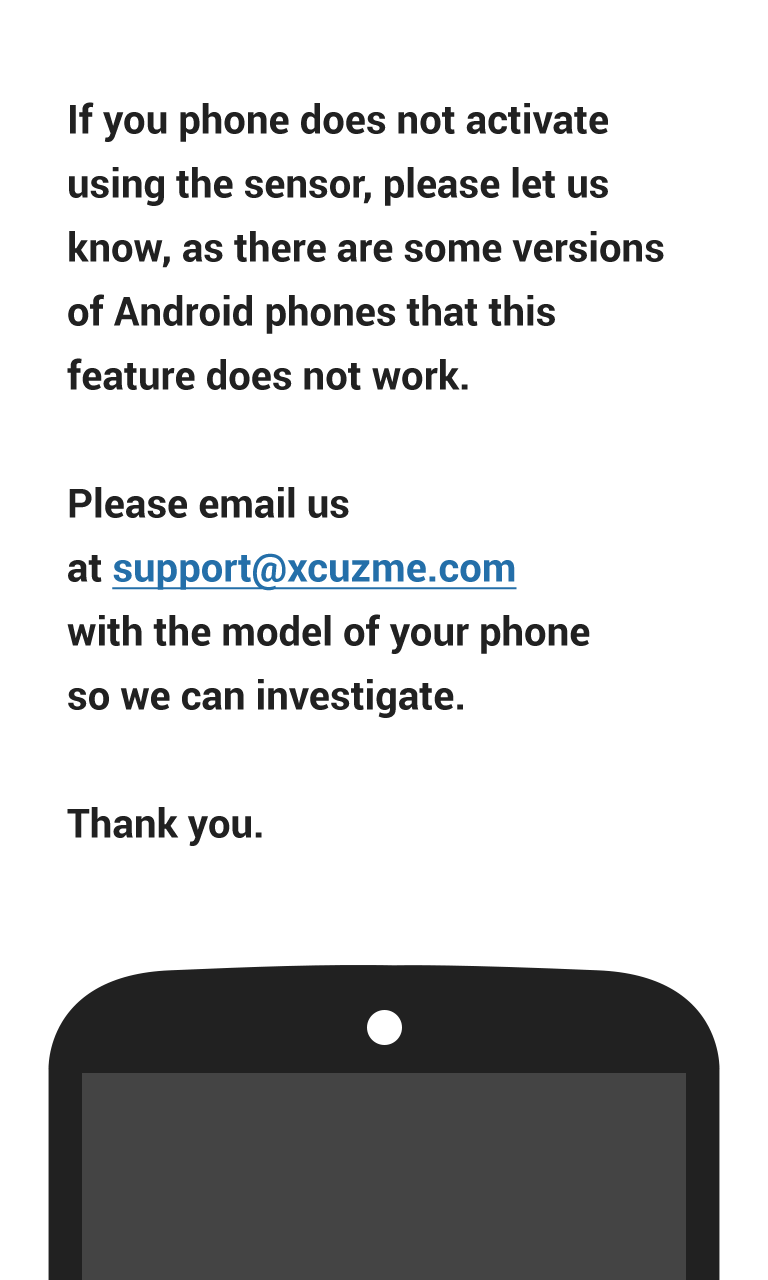 If you phone does not activate
using the sensor, please let us
know, as there are some versions
of Android phones that this
feature does not work.
Please email us
at support@xcuzme.com
with the model of your phone
so we can investigate.
Thank you.